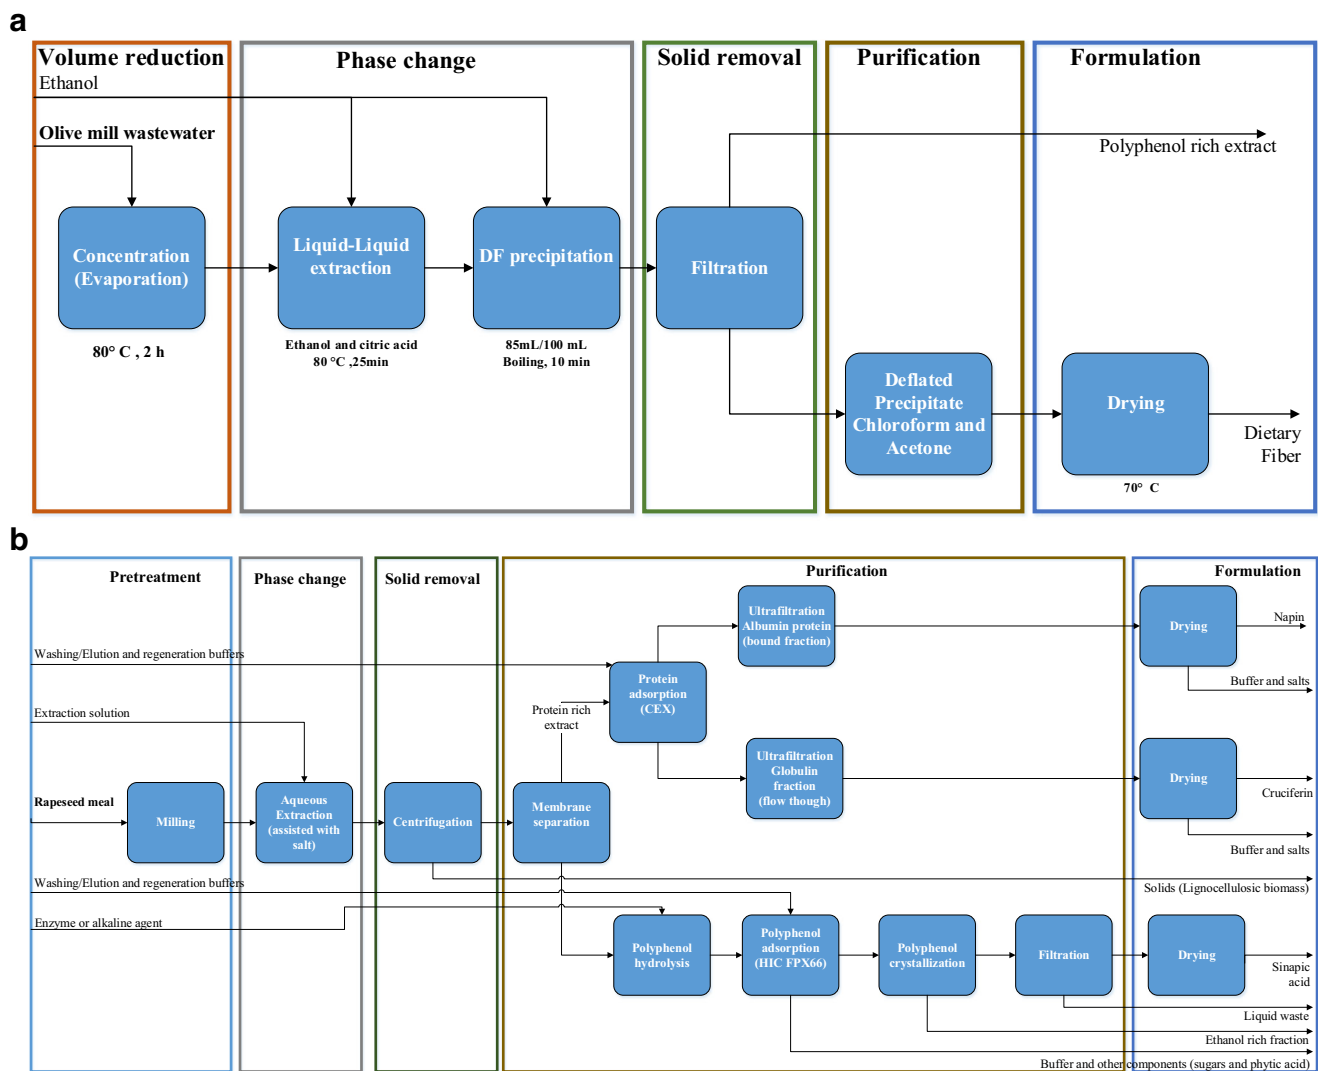 a
Volume reduction
Phase change
Solid removal
Purification
Formulation
Ethanol
Olive mill wastewater
Polyphenol rich extract
Concentration
(Evaporation)
80° C , 2 h
Liquid-Liquid
extraction
Ethanol and citric acid
80 °C ,25min
DF precipitation
85mL/100 mL
Boiling, 10 min
Filtration
Deflated
Precipitate
Chloroform and
Acetone
Drying
70° C
Dietary
Fiber
b
Pretreatment
Phase change
Solid removal
Purification
Formulation
Ultrafiltration
Albumin protein
(bound fraction)
Drying
Napin
Buffer and salts
Washing/Elution and regeneration buffers
Protein
adsorption
(CEX)
Protein rich
extract
Extraction solution
Ultrafiltration
Globulin
fraction
(flow though)
Drying
Cruciferin
Buffer and salts
Rapeseed meal
Milling
Aqueous
Extraction
(assisted with
salt)
Centrifugation
Membrane
separation
Washing/Elution and regeneration buffers
Solids (Lignocellulosic biomass)
Enzyme or alkaline agent
Polyphenol
hydrolysis
Polyphenol
adsorption
(HIC FPX66)
Polyphenol
crystallization
Filtration
Drying
Sinapic
acid
Liquid waste
Ethanol rich fraction
Buffer and other components (sugars and phytic acid)